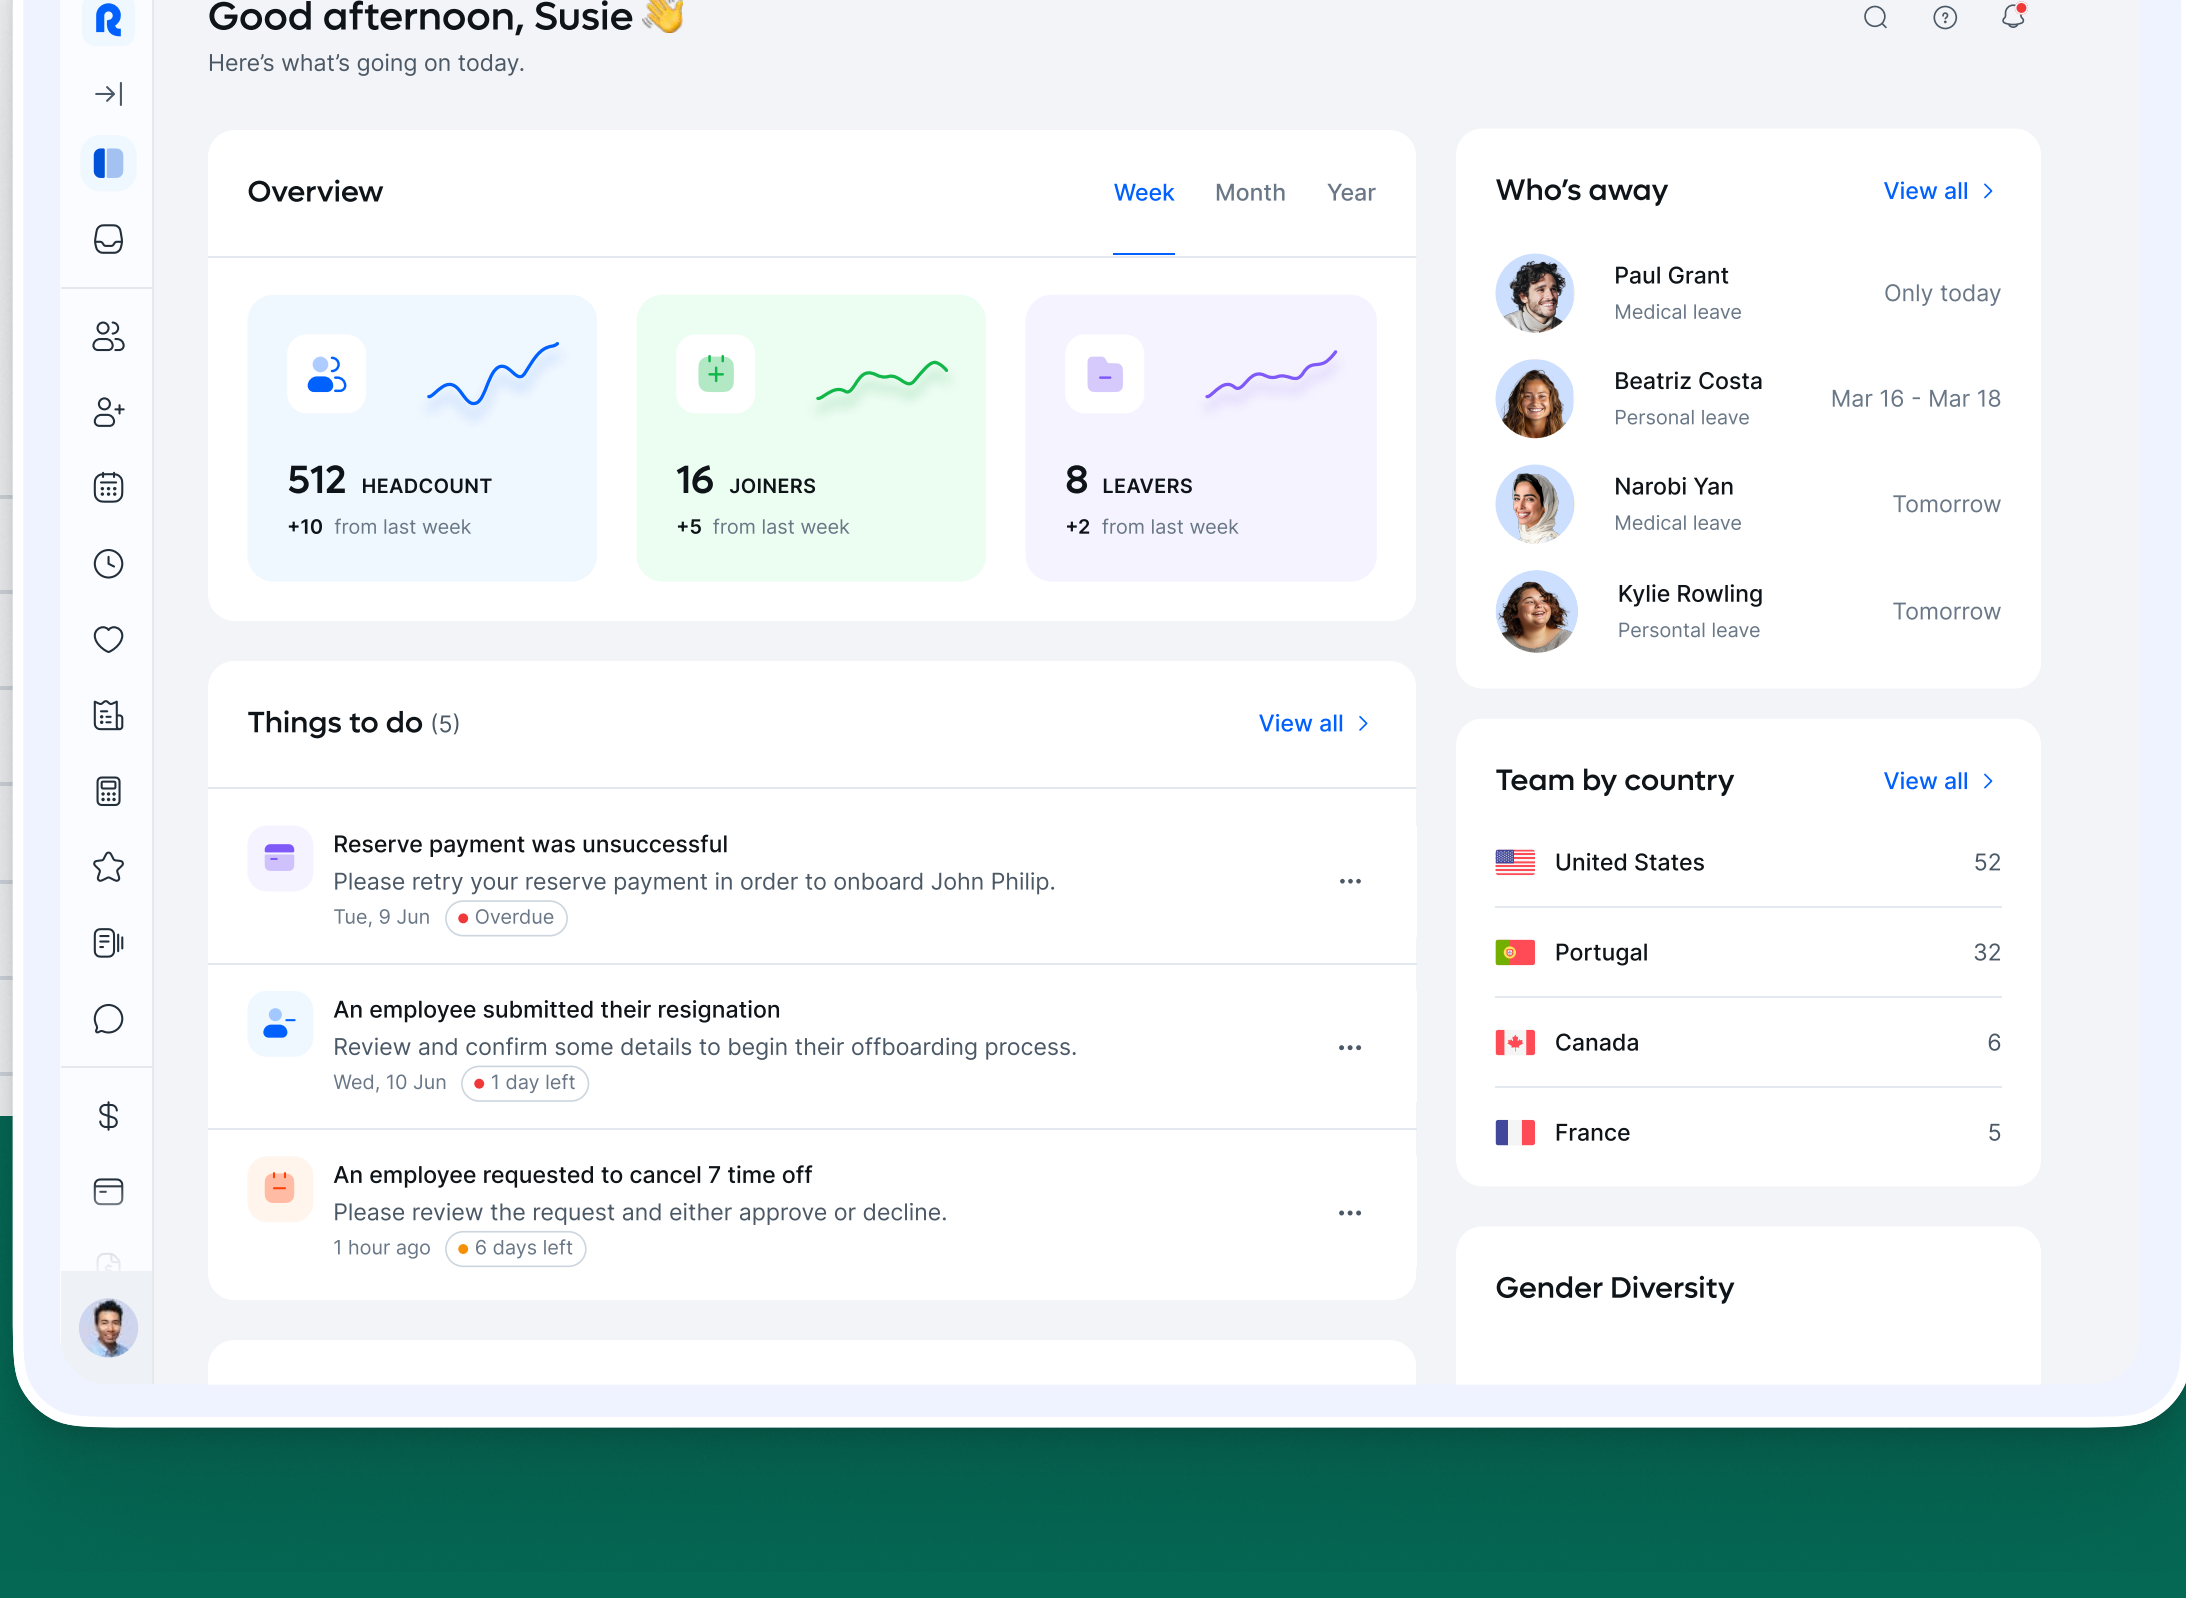 Good afternoon, Susie 👋
Here’s what’s going on today.
Overview
Week Month Year
512 HEADCOUNT
+10 from last week
16 JOINERS
+5 from last week
8 LEAVERS
+2 from last week
Things to do (5)
View all
Reserve payment was unsuccessful
Please retry your reserve payment in order to onboard John Philip.
Tue, 9 Jun Overdue
An employee submitted their resignation
Review and confirm some details to begin their offboarding process.
Wed, 10 Jun 1 day left
An employee requested to cancel 7 time off
Please review the request and either approve or decline.
1 hour ago 6 days left
Who’s away
View all
Paul Grant
Medical leave
Only today
Beatriz Costa
Personal leave
Mar 16 - Mar 18
Narobi Yan
Medical leave
Tomorrow
Kylie Rowling
Persontal leave
Tomorrow
Team by country
View all
United States 52
Portugal 32
Canada 6
France 5
Gender Diversity